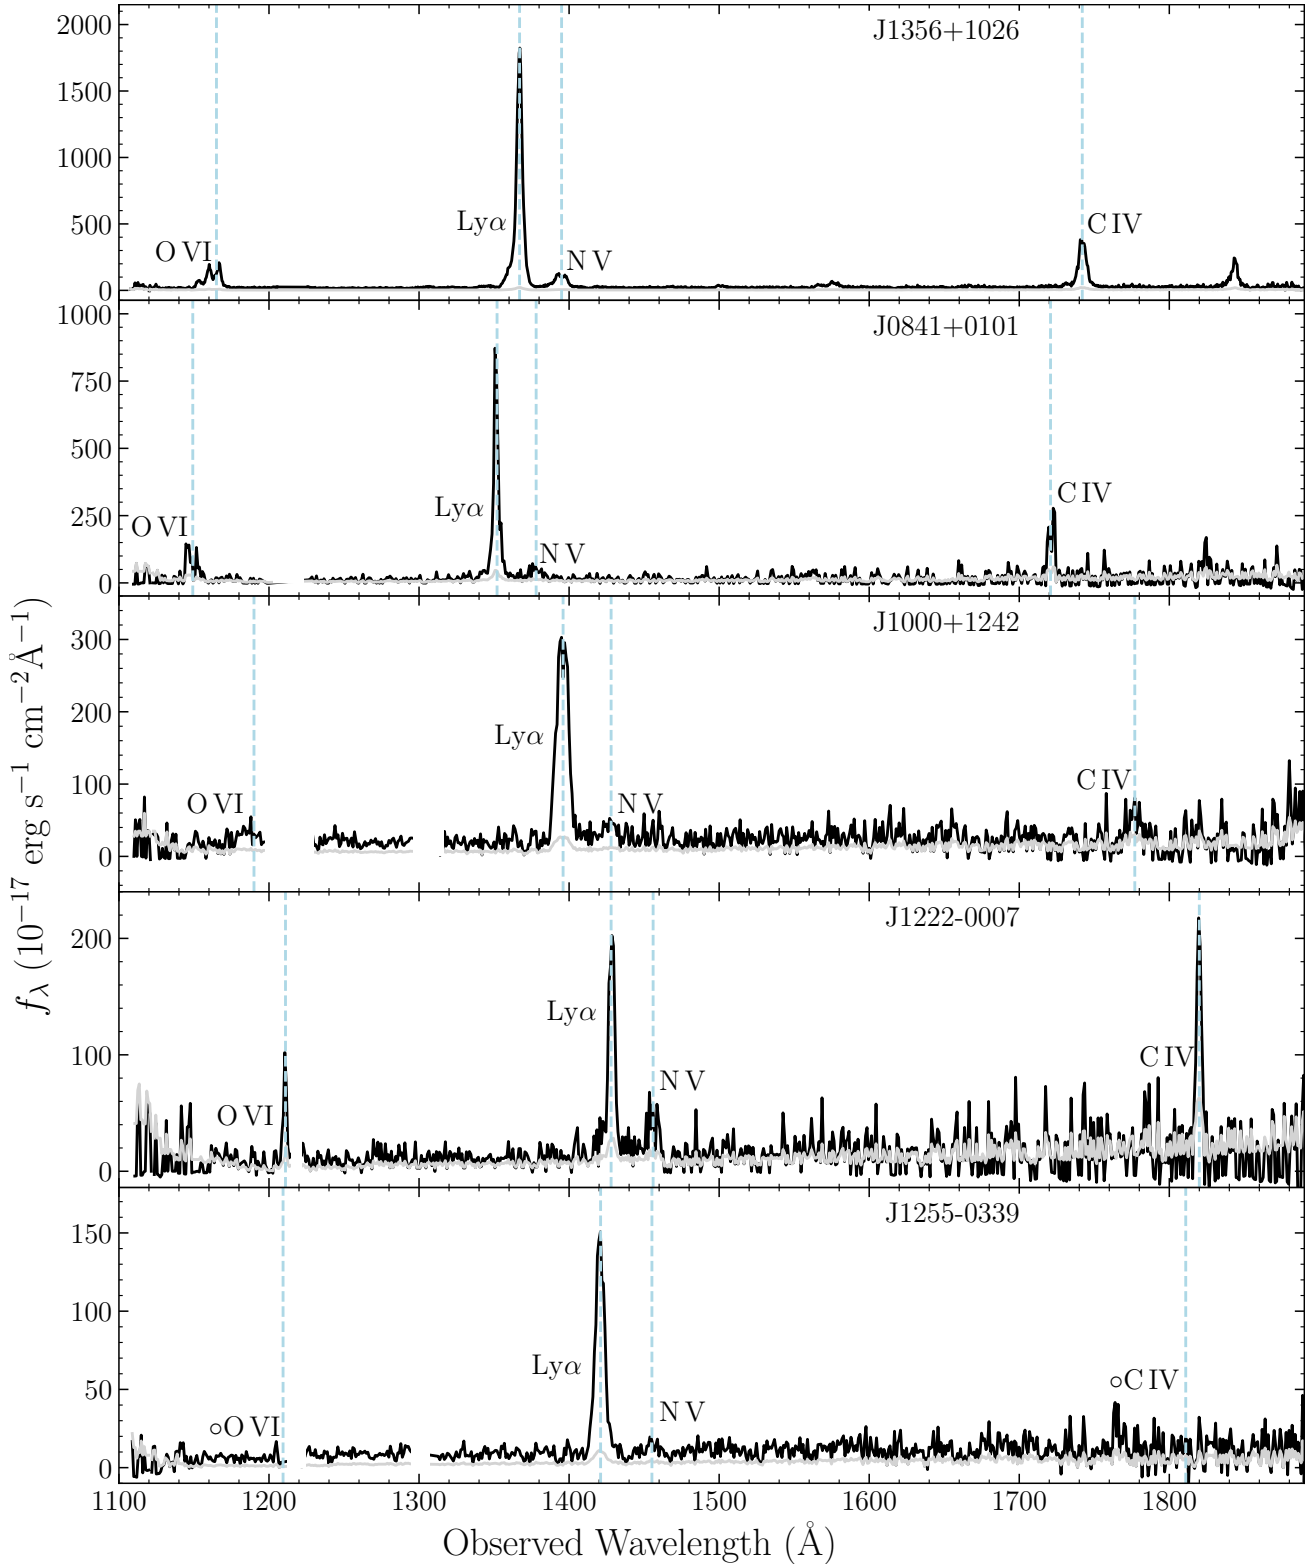 2000
J1356+1026
1500
1000
Lyα
500
O VI
N V
C IV
0
1000
J0841+0101
750
500
Lyα
C IV
250
O VI
N V
0
J1000+1242
300
200
Lyα
100
O VI
N V
C IV
0
J1222-0007
200
Lyα
100
O VI
N V
C IV
0
J1255-0339
150
100
Lyα
50
○O VI
N V
○C IV
0
f_λ (10⁻¹⁷ erg s⁻¹ cm⁻² Å⁻¹)
1100 1200 1300 1400 1500 1600 1700 1800
Observed Wavelength (Å)